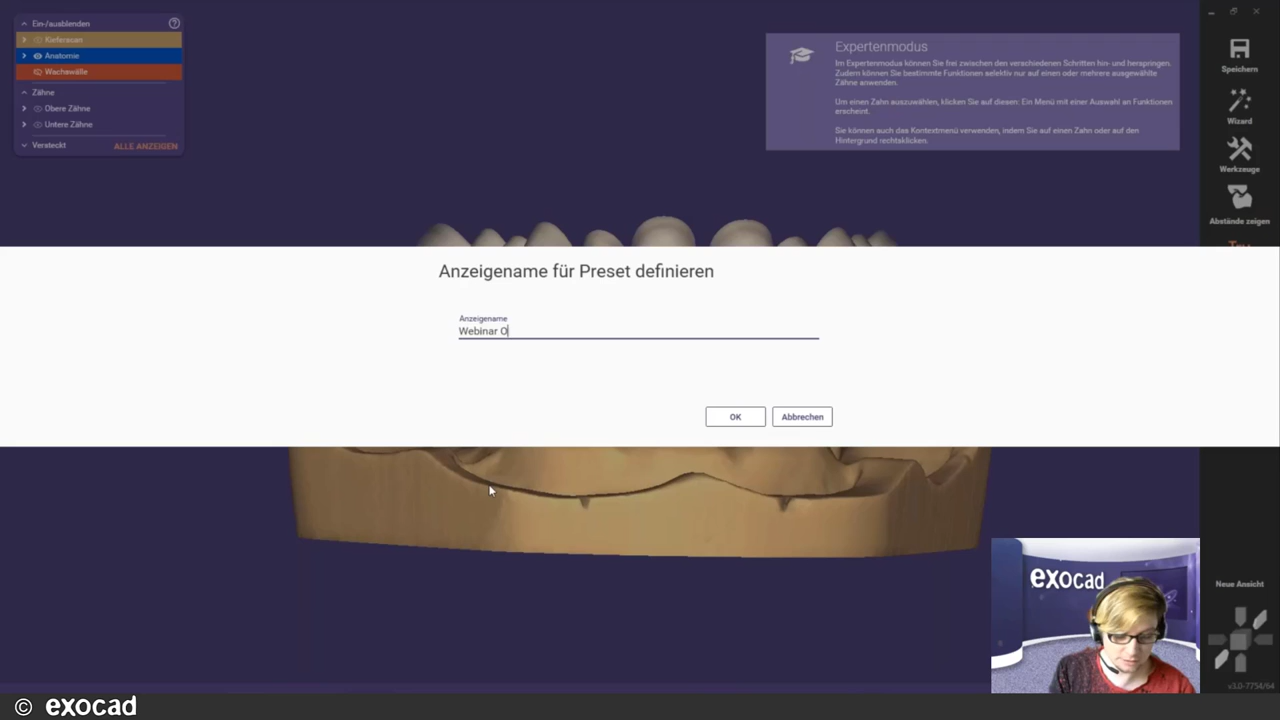 Ein-/ausblenden
Kieferscan
Anatomie
Wachswälle
Zähne
Obere Zähne
Untere Zähne
Versteckt
ALLE ANZEIGEN
Expertenmodus
Im Expertenmodus können Sie frei zwischen den verschiedenen Schritten hin- und herspringen.
Zudem können Sie bestimmte Funktionen selektiv nur auf einen oder mehrere ausgewählte
Zähne anwenden.
Um einen Zahn auszuwählen, klicken Sie auf diesen: Ein Menü mit einer Auswahl an Funktionen
erscheint.
Sie können auch das Kontextmenü verwenden, indem Sie auf einen Zahn oder auf den
Hintergrund rechtsklicken.
Speichern
Wizard
Werkzeuge
Abstände zeigen
Anzeigename für Preset definieren
Anzeigename
Webinar O
OK
Abbrechen
exocad
Neue Ansicht
v3.0-7754/64
© exocad